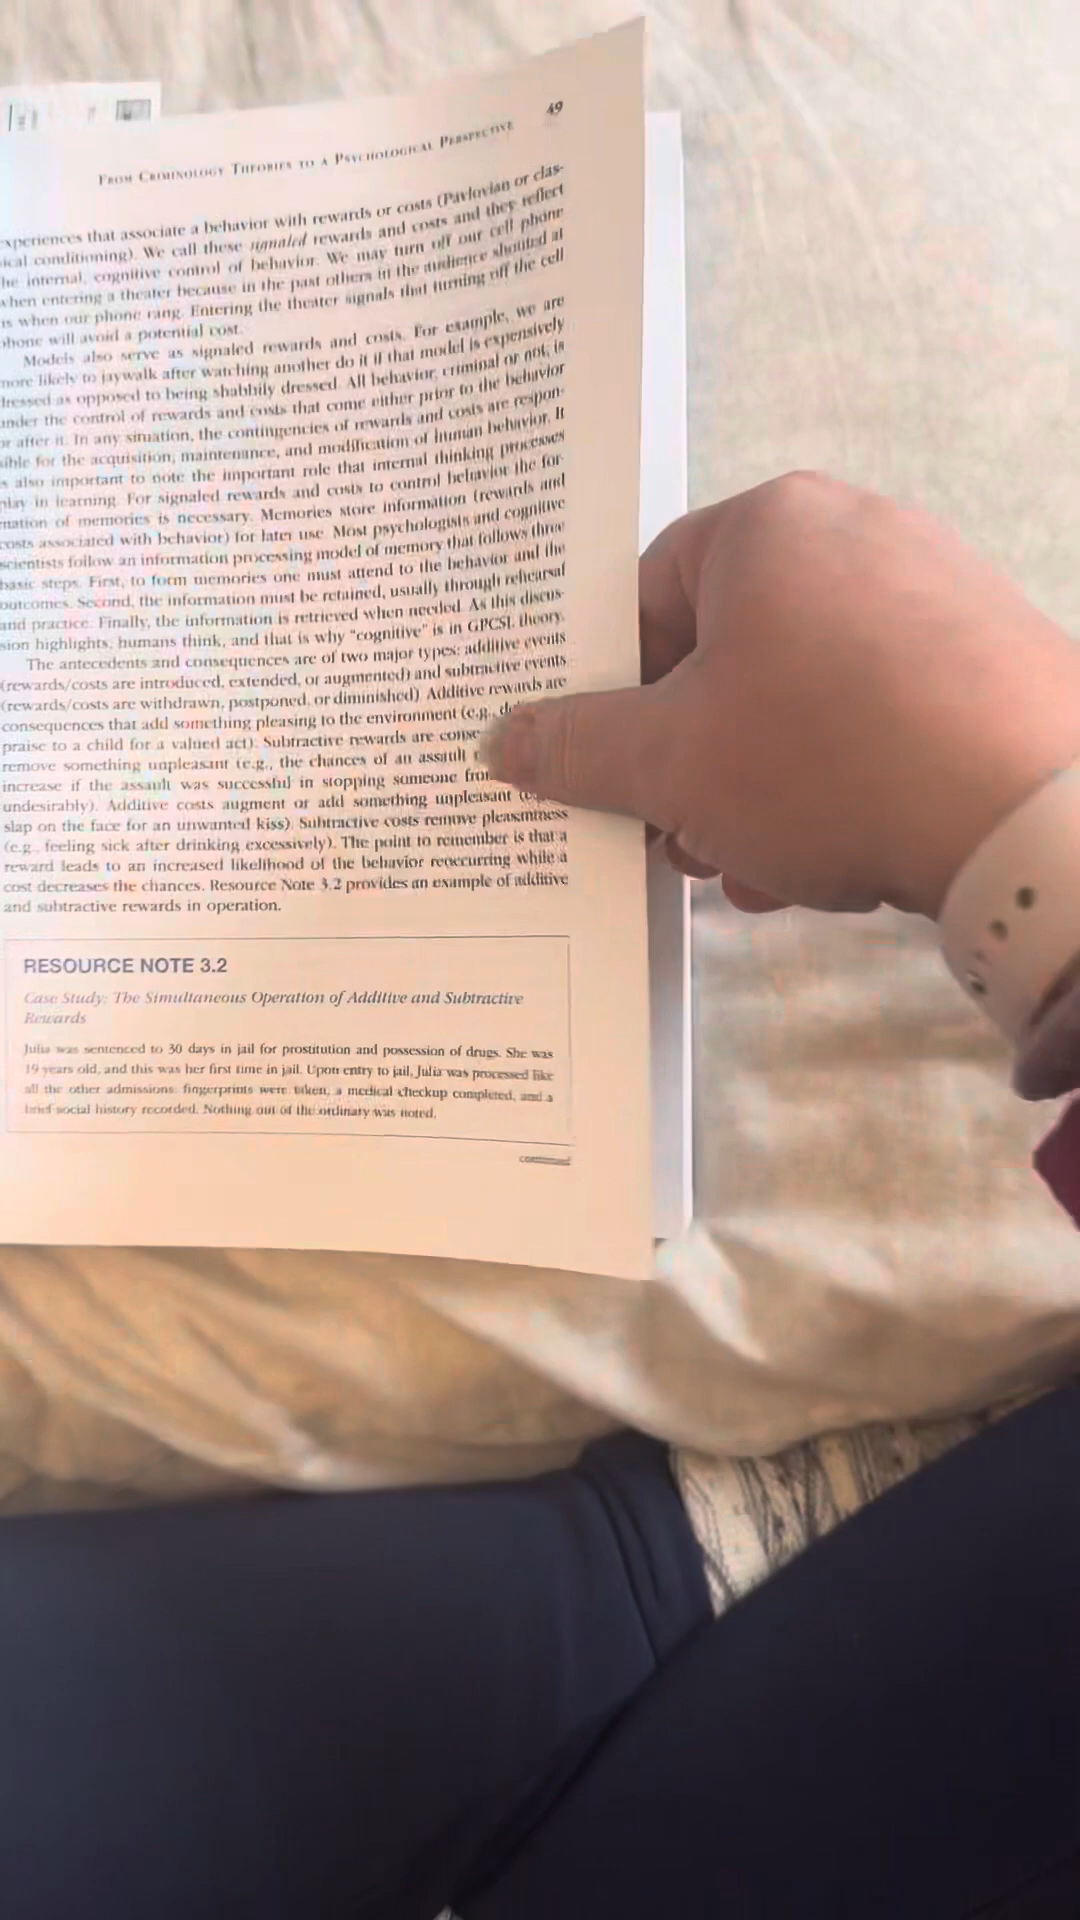 49
FROM CRIMINOLOGY THEORIES TO A PSYCHOLOGICAL PERSPECTIVE
xperiences that associate a behavior with rewards or costs (Pavlovian or clas-
ical conditioning). We call these signaled rewards and costs and they reflect
he internal, cognitive control of behavior. We may turn off our cell phone
when entering a theater because in the past others in the audience shouted at
us when our phone rang. Entering the theater signals that turning off the cell
phone will avoid a potential cost.
Models also serve as signaled rewards and costs. For example, we are
more likely to jaywalk after watching another do it if that model is expensively
dressed as opposed to being shabbily dressed. All behavior, criminal or not, is
under the control of rewards and costs that come either prior to the behavior
or after it. In any situation, the contingencies of rewards and costs are respon-
sible for the acquisition, maintenance, and modification of human behavior. It
s also important to note the important role that internal thinking processes
play in learning. For signaled rewards and costs to control behavior the for-
mation of memories is necessary. Memories store information (rewards and
costs associated with behavior) for later use. Most psychologists and cognitive
scientists follow an information processing model of memory that follows three
basic steps. First, to form memories one must attend to the behavior and the
outcomes. Second, the information must be retained, usually through rehearsal
and practice. Finally, the information is retrieved when needed. As this discus-
sion highlights, humans think, and that is why "cognitive" is in GPCSL theory.
The antecedents and consequences are of two major types: additive events
(rewards/costs are introduced, extended, or augmented) and subtractive events
(rewards/costs are withdrawn, postponed, or diminished). Additive rewards are
consequences that add something pleasing to the environment (e.g.,
praise to a child for a valued act). Subtractive rewards are conse
remove something unpleasant (e.g., the chances of an assault
increase if the assault was successful in stopping someone fro
undesirably). Additive costs augment or add something unpleasant
slap on the face for an unwanted kiss). Subtractive costs remove pleasantness
(e.g., feeling sick after drinking excessively). The point to remember is that a
reward leads to an increased likelihood of the behavior reoccurring while a
cost decreases the chances. Resource Note 3.2 provides an example of additive
and subtractive rewards in operation.
RESOURCE NOTE 3.2
Case Study: The Simultaneous Operation of Additive and Subtractive
Rewards
Julia was sentenced to 30 days in jail for prostitution and possession of drugs. She was
19 years old, and this was her first time in jail. Upon entry to jail, Julia was processed like
all the other admissions: fingerprints were taken, a medical checkup completed, and a
brief social history recorded. Nothing out of the ordinary was noted.
continued